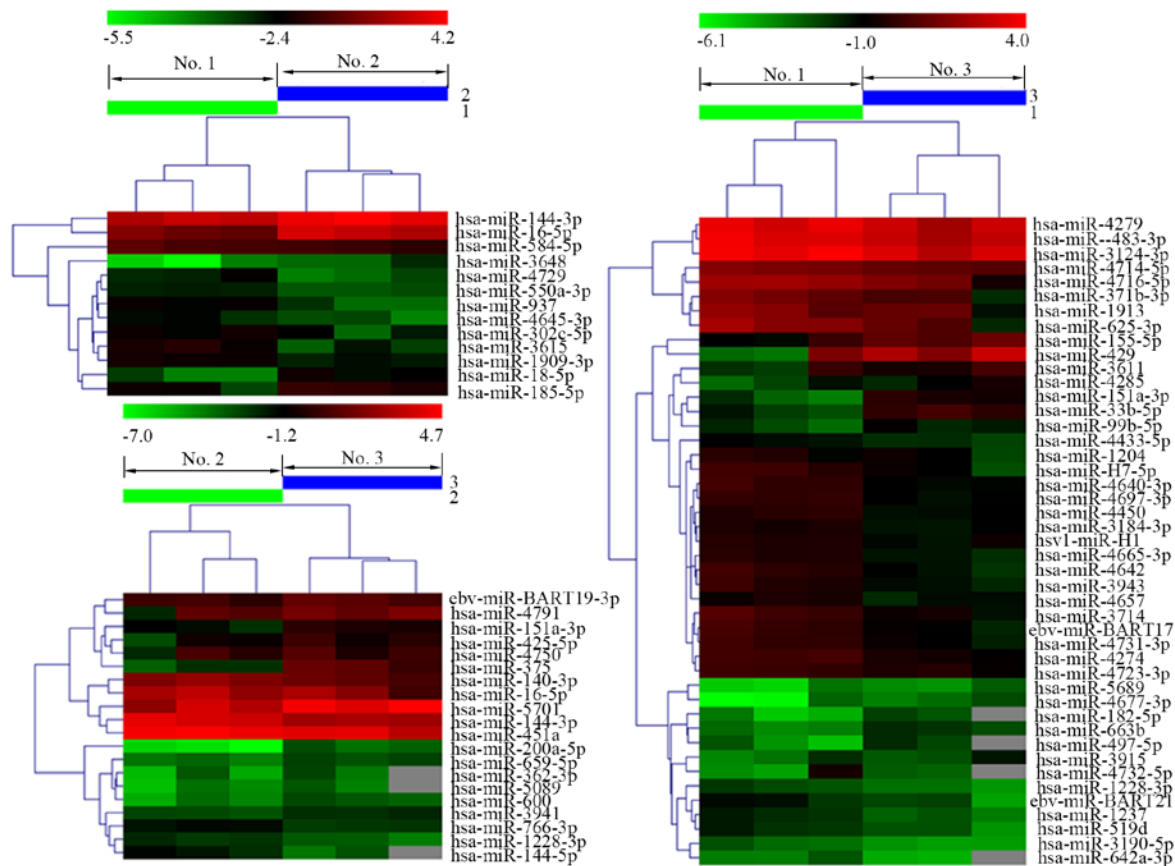 -5.5 -2.4 4.2
No. 1 No. 2
2
1
hsa-miR-144-3p
hsa-miR-16-5p
hsa-miR-584-5p
hsa-miR-3648
hsa-miR-4729
hsa-miR-550a-3p
hsa-miR-937
hsa-miR-4645-3p
hsa-miR-302c-5p
hsa-miR-3615
hsa-miR-1909-3p
hsa-miR-18-5p
hsa-miR-185-5p
-7.0 -1.2 4.7
No. 2 No. 3
3
2
ebv-miR-BART19-3p
hsa-miR-4791
hsa-miR-151a-3p
hsa-miR-425-5p
hsa-miR-4730
hsa-miR-375
hsa-miR-140-3p
hsa-miR-16-5p
hsa-miR-5701
hsa-miR-144-3p
hsa-miR-451a
hsa-miR-200a-5p
hsa-miR-659-5p
hsa-miR-362-3p
hsa-miR-5089
hsa-miR-600
hsa-miR-3941
hsa-miR-766-3p
hsa-miR-1228-3p
hsa-miR-144-5p
-6.1 -1.0 4.0
No. 1 No. 3
3
1
hsa-miR-4279
hsa-miR--483-3p
hsa-miR-3124-3p
hsa-miR-4714-5p
hsa-miR-4716-5p
hsa-miR-371b-3p
hsa-miR-1913
hsa-miR-625-3p
hsa-miR-155-5p
hsa-miR-429
hsa-miR-3611
hsa-miR-4285
hsa-miR-151a-3p
hsa-miR-33b-5p
hsa-miR-99b-5p
hsa-miR-4433-5p
hsa-miR-1204
hsa-miR-H7-5p
hsa-miR-4640-3p
hsa-miR-4697-3p
hsa-miR-4450
hsa-miR-3184-3p
hsv1-miR-H1
hsa-miR-4665-3p
hsa-miR-4642
hsa-miR-3943
hsa-miR-4657
hsa-miR-3714
ebv-miR-BART17
hsa-miR-4731-3p
hsa-miR-4274
hsa-miR-4723-3p
hsa-miR-5689
hsa-miR-4677-3p
hsa-miR-182-5p
hsa-miR-663b
hsa-miR-497-5p
hsa-miR-3915
hsa-miR-4732-5p
hsa-miR-1228-3p
ebv-miR-BART21
hsa-miR-1237
hsa-miR-519d
hsa-miR-3190-5p
hsa-miR-642a-3p